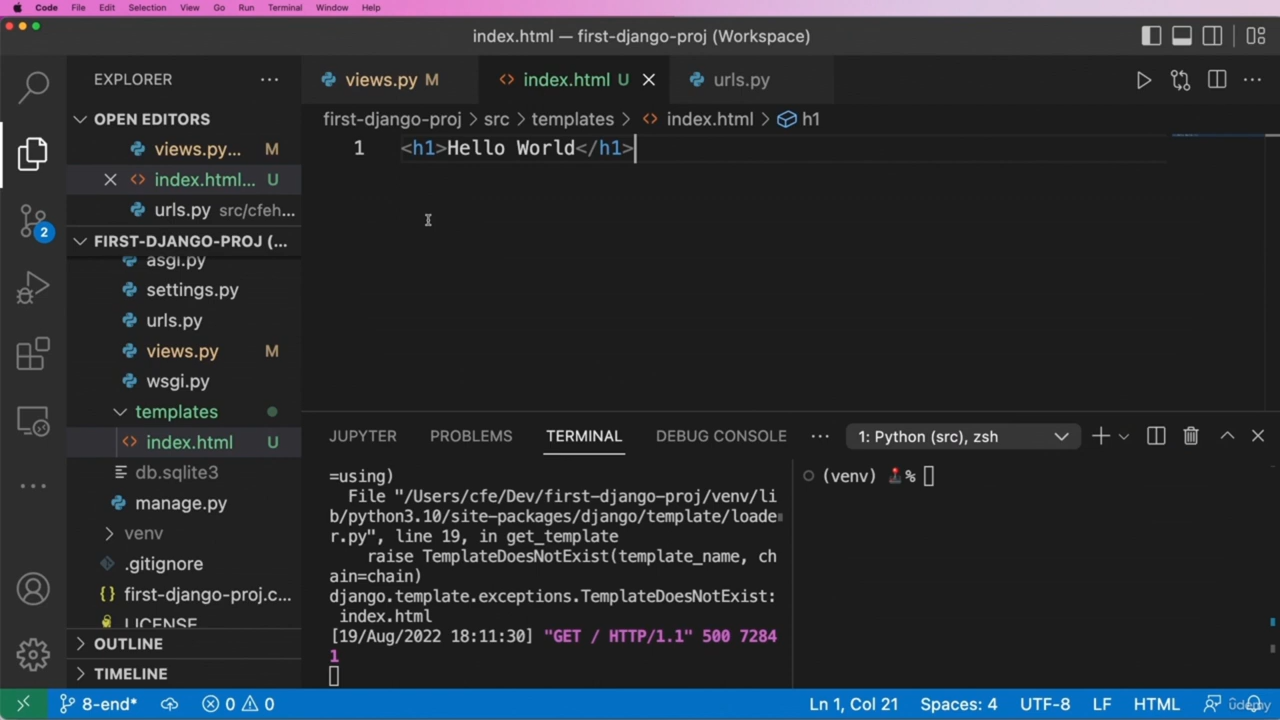 Code File Edit Selection View Go Run Terminal Window Help
index.html — first-django-proj (Workspace)
EXPLORER
views.py M
index.html U
urls.py
OPEN EDITORS
views.py... M
index.html... U
urls.py src/cfeh...
first-django-proj > src > templates > index.html > h1
1 <h1>Hello World</h1>
2
FIRST-DJANGO-PROJ (...
asgi.py
settings.py
urls.py
views.py M
wsgi.py
templates
index.html U
db.sqlite3
manage.py
venv
.gitignore
first-django-proj.c...
LICENSE
OUTLINE
TIMELINE
JUPYTER PROBLEMS TERMINAL DEBUG CONSOLE ... 1: Python (src), zsh
=using)
File "/Users/cfe/Dev/first-django-proj/venv/li
b/python3.10/site-packages/django/template/loade
r.py", line 19, in get_template
raise TemplateDoesNotExist(template_name, ch
ain=chain)
django.template.exceptions.TemplateDoesNotExist:
index.html
[19/Aug/2022 18:11:30] "GET / HTTP/1.1" 500 7284
1
(venv) 🕹️%
8-end* 0 0 Ln 1, Col 21 Spaces: 4 UTF-8 LF HTML
udemy